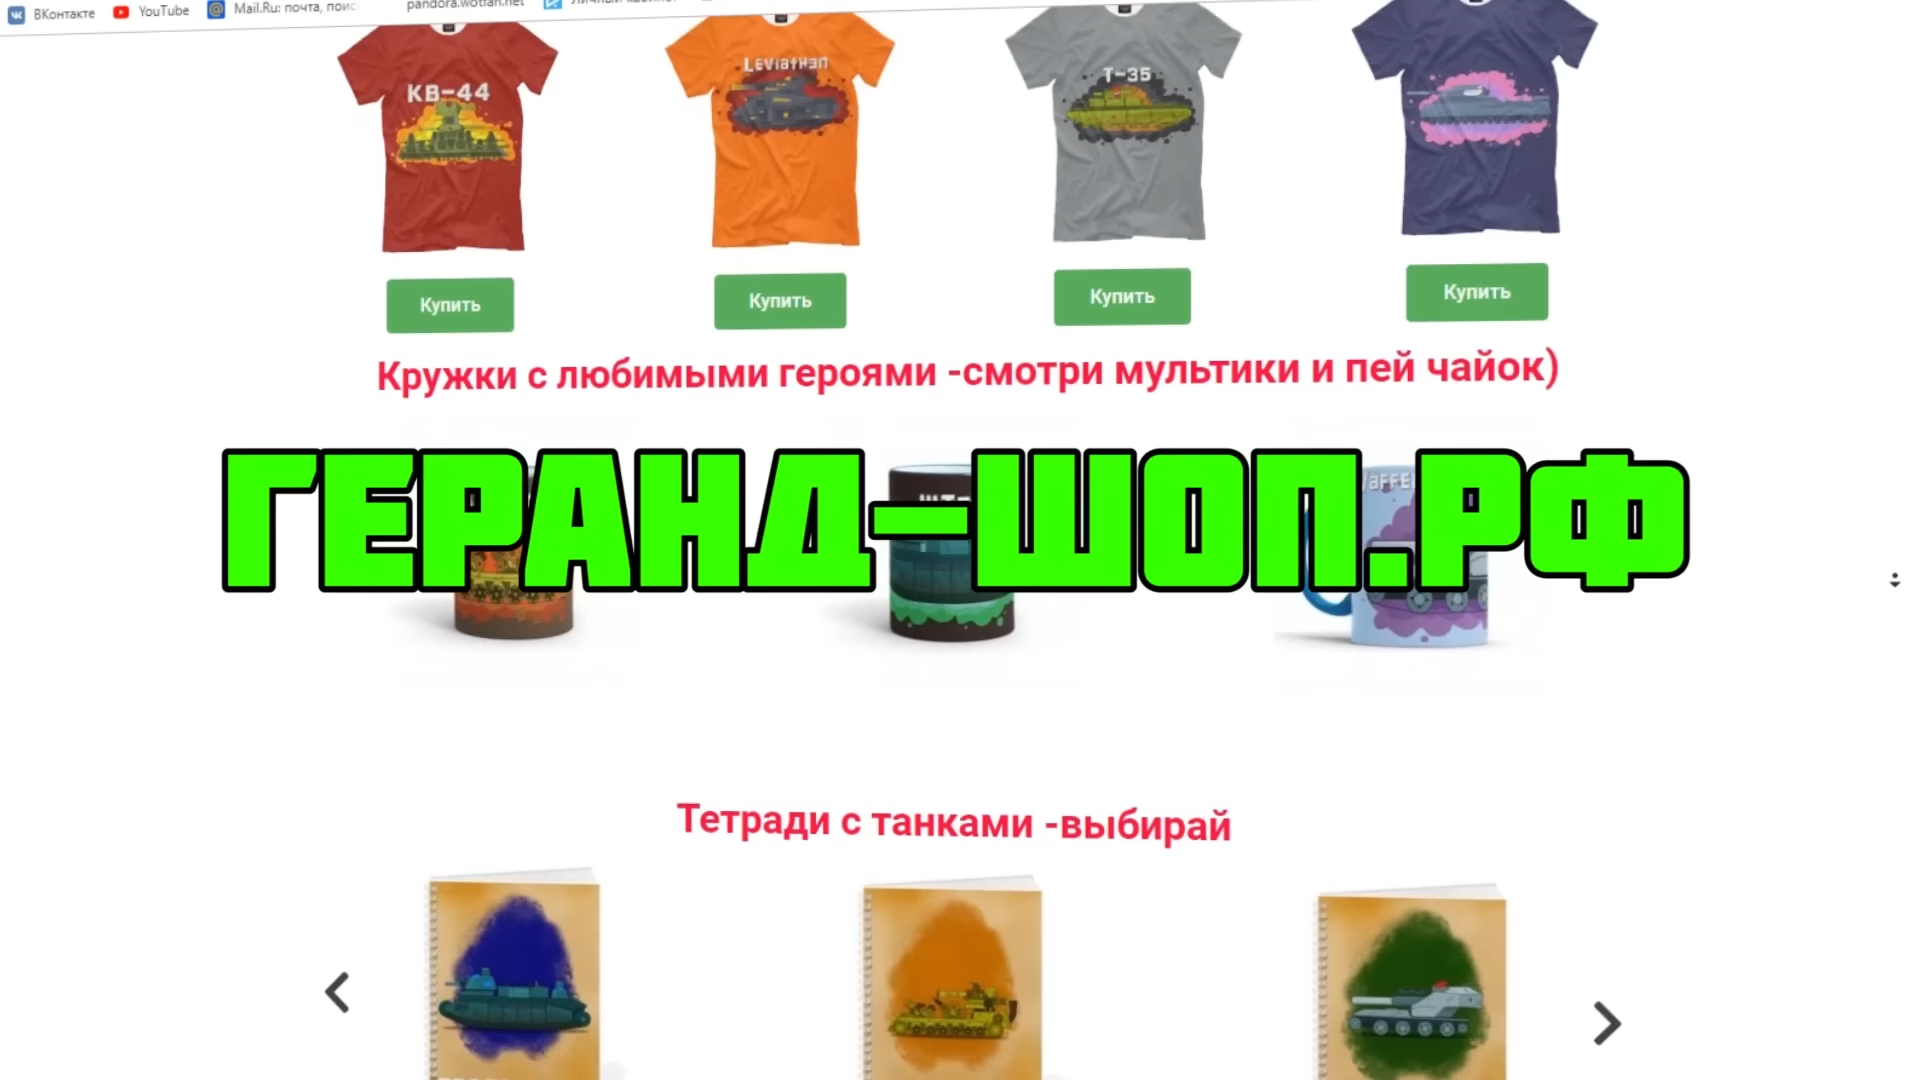 ВКонтакте YouTube Mail.Ru: почта, поис pandora.wotfan.net
КВ-44 LEVIATHAN Т-35
Купить Купить Купить Купить
Кружки с любимыми героями -смотри мультики и пей чайок)
ГЕРАНД-ШОП.РФ
Тетради с танками -выбирай